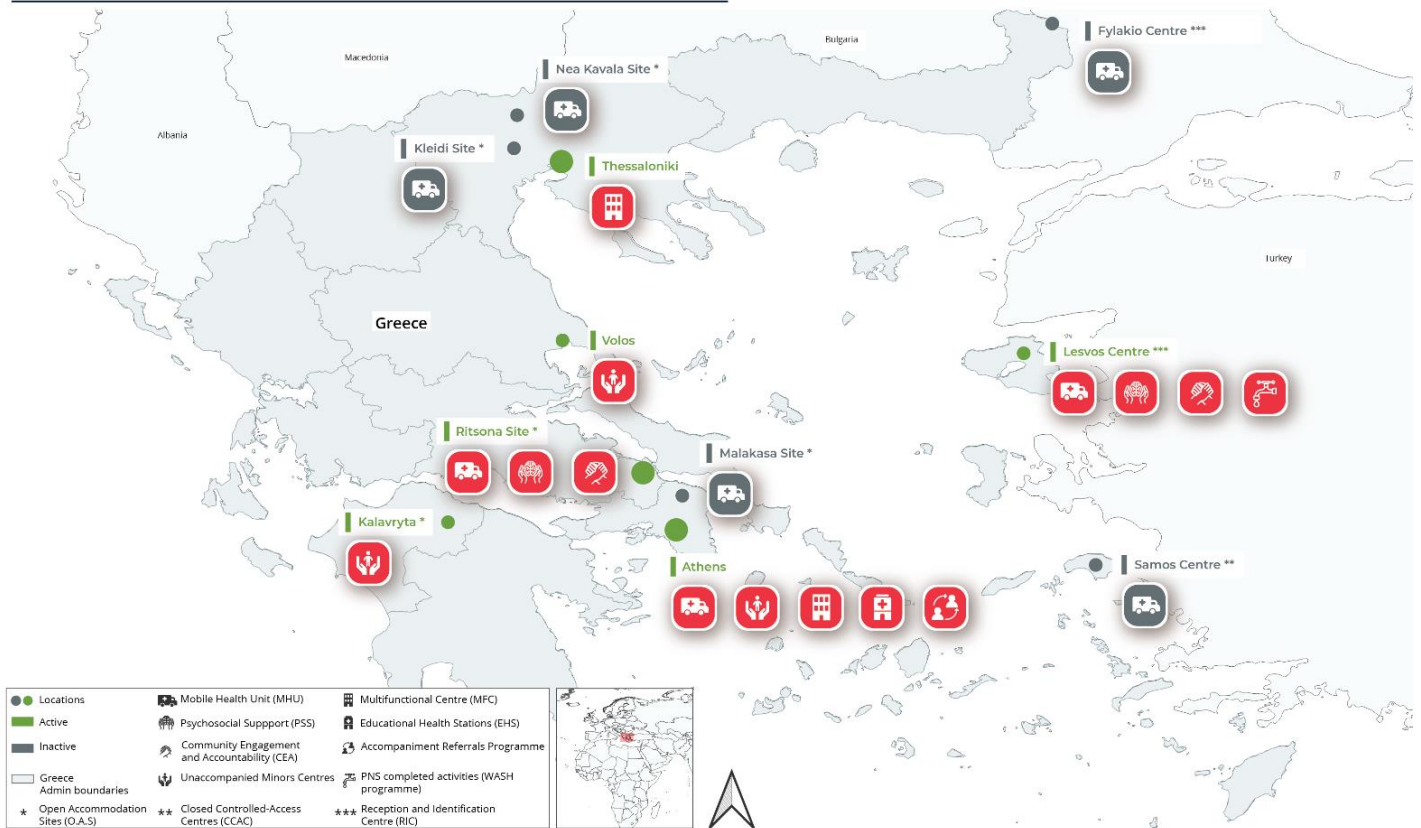 Bulgaria
Fylakio Centre ***
Macedonia
Nea Kavala Site *
Albania
Kleidi Site *
Thessaloniki
Turkey
Greece
Volos
Lesvos Centre ***
Ritsona Site *
Malakasa Site *
Kalavryta *
Athens
Samos Centre **
Locations
Active
Inactive
Greece
Admin boundaries
* Open Accommodation
Sites (O.A.S)
Mobile Health Unit (MHU)
Psychosocial Suppport (PSS)
Community Engagement
and Accountability (CEA)
Unaccompanied Minors Centres
** Closed Controlled-Access
Centres (CCAC)
Multifunctional Centre (MFC)
Educational Health Stations (EHS)
Accompaniment Referrals Programme
PNS completed activities (WASH
programme)
*** Reception and Identification
Centre (RIC)